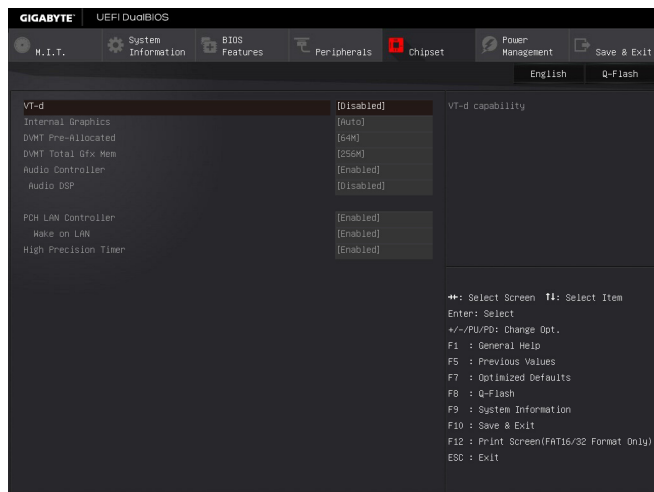 GIGABYTE™ UEFI DualBIOS
M.I.T.
System Information
BIOS Features
Peripherals
Chipset
Power Management
Save & Exit
English Q-Flash
VT-d [Disabled]
Internal Graphics [Auto]
DVMT Pre-Allocated [64M]
DVMT Total Gfx Mem [256M]
Audio Controller [Enabled]
Audio DSP [Disabled]
PCH LAN Controller [Enabled]
Wake on LAN [Enabled]
High Precision Timer [Enabled]
VT-d capability
→←: Select Screen ↑↓: Select Item
Enter: Select
+/-/PU/PD: Change Opt.
F1 : General Help
F5 : Previous Values
F7 : Optimized Defaults
F8 : Q-Flash
F9 : System Information
F10 : Save & Exit
F12 : Print Screen(FAT16/32 Format Only)
ESC : Exit